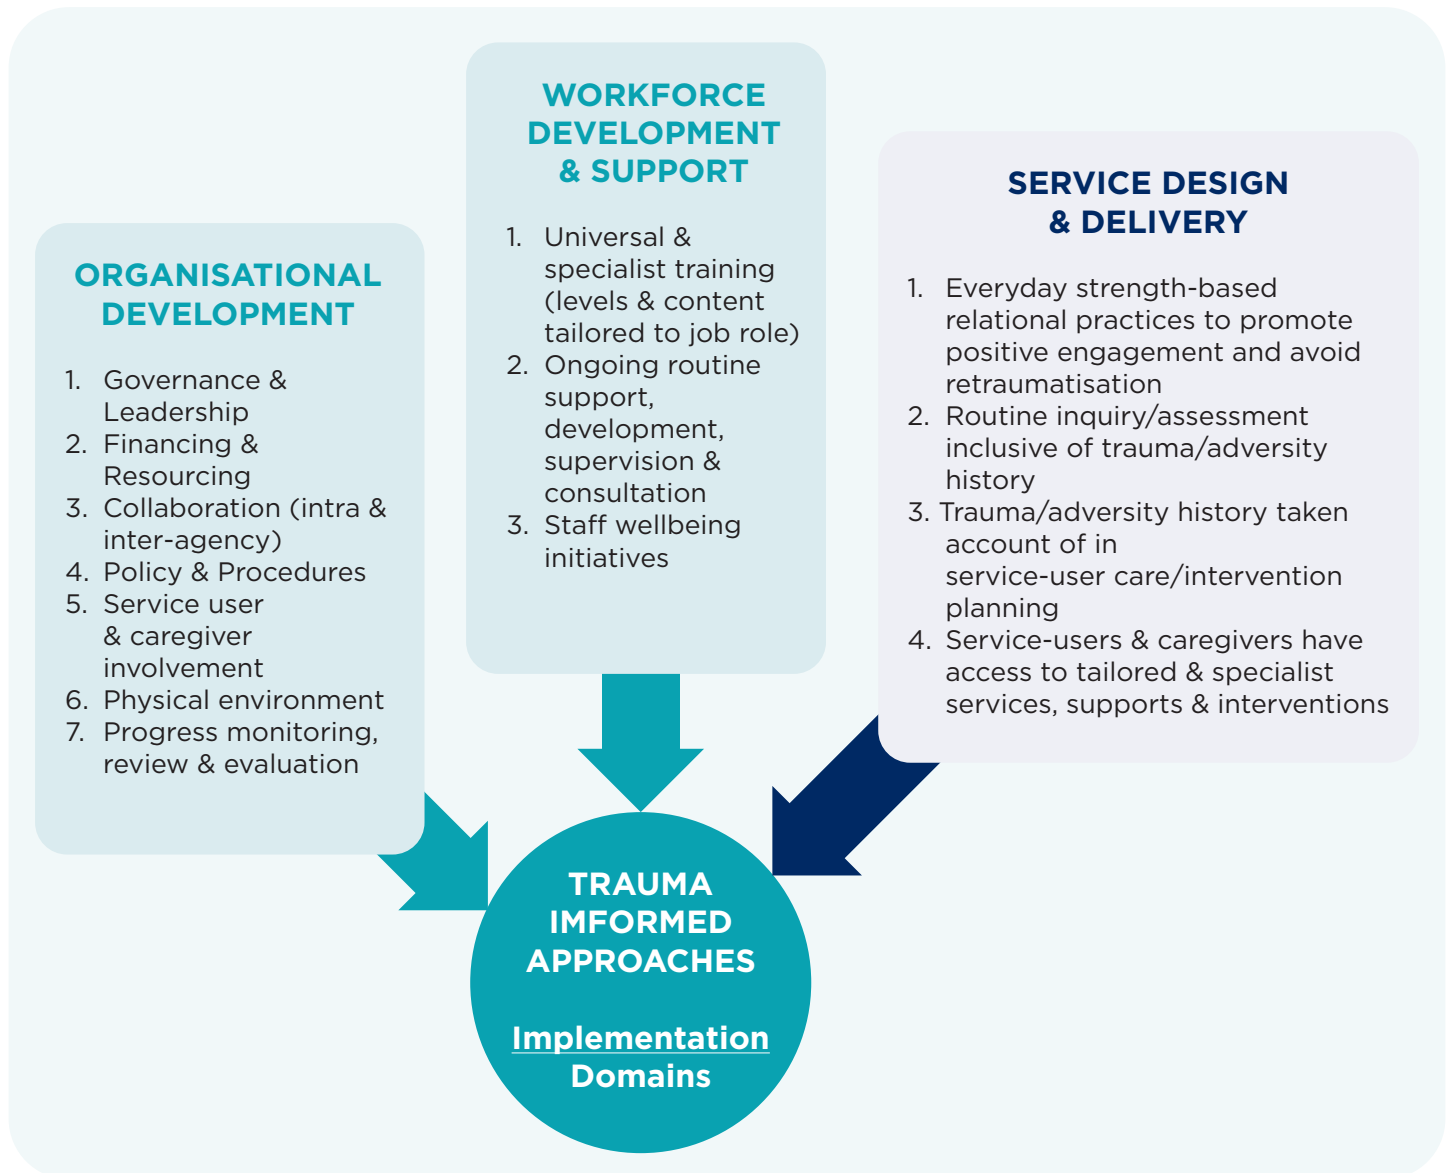 ORGANISATIONAL
DEVELOPMENT
1. Governance &
Leadership
2. Financing &
Resourcing
3. Collaboration (intra &
inter-agency)
4. Policy & Procedures
5. Service user
& caregiver
involvement
6. Physical environment
7. Progress monitoring,
review & evaluation
WORKFORCE
DEVELOPMENT
& SUPPORT
1. Universal &
specialist training
(levels & content
tailored to job role)
2. Ongoing routine
support,
development,
supervision &
consultation
3. Staff wellbeing
initiatives
SERVICE DESIGN
& DELIVERY
1. Everyday strength-based
relational practices to promote
positive engagement and avoid
retraumatisation
2. Routine inquiry/assessment
inclusive of trauma/adversity
history
3. Trauma/adversity history taken
account of in
service-user care/intervention
planning
4. Service-users & caregivers have
access to tailored & specialist
services, supports & interventions
TRAUMA
IMFORMED
APPROACHES
Implementation
Domains